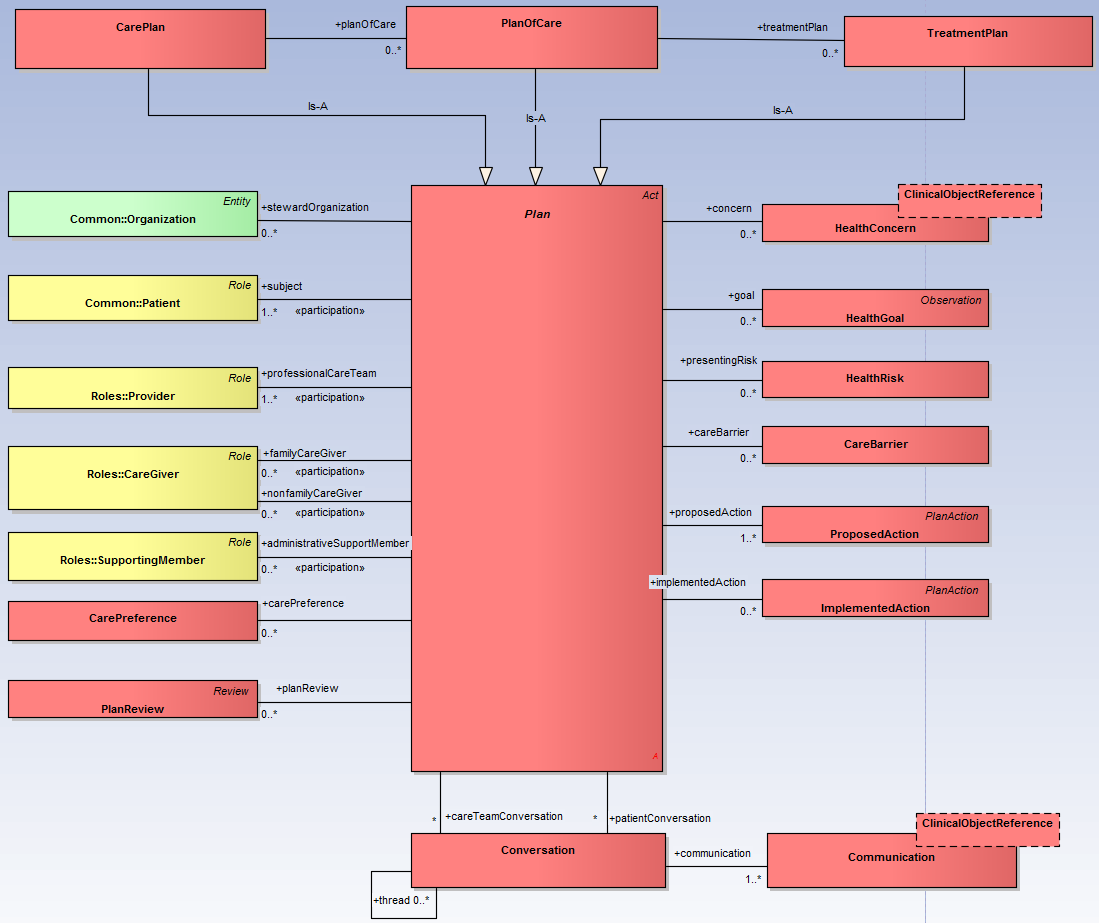 CarePlan
+planOfCare
0..*
PlanOfCare
+treatmentPlan
0..*
TreatmentPlan
Is-A
Is-A
Is-A
Entity
Common::Organization
+stewardOrganization
0..*
Act
Plan
+concern
0..*
ClinicalObjectReference
HealthConcern
Role
Common::Patient
+subject
1..*
«participation»
+goal
0..*
Observation
HealthGoal
Role
Roles::Provider
+professionalCareTeam
1..*
«participation»
+presentingRisk
0..*
HealthRisk
Role
Roles::CareGiver
+familyCareGiver
0..*
«participation»
+nonfamilyCareGiver
0..*
«participation»
+careBarrier
0..*
CareBarrier
Role
Roles::SupportingMember
+administrativeSupportMember
0..*
«participation»
+proposedAction
1..*
PlanAction
ProposedAction
CarePreference
+carePreference
0..*
+implementedAction
0..*
PlanAction
ImplementedAction
Review
PlanReview
+planReview
0..*
A
*
+careTeamConversation
*
+patientConversation
Conversation
+thread 0..*
+communication
1..*
ClinicalObjectReference
Communication